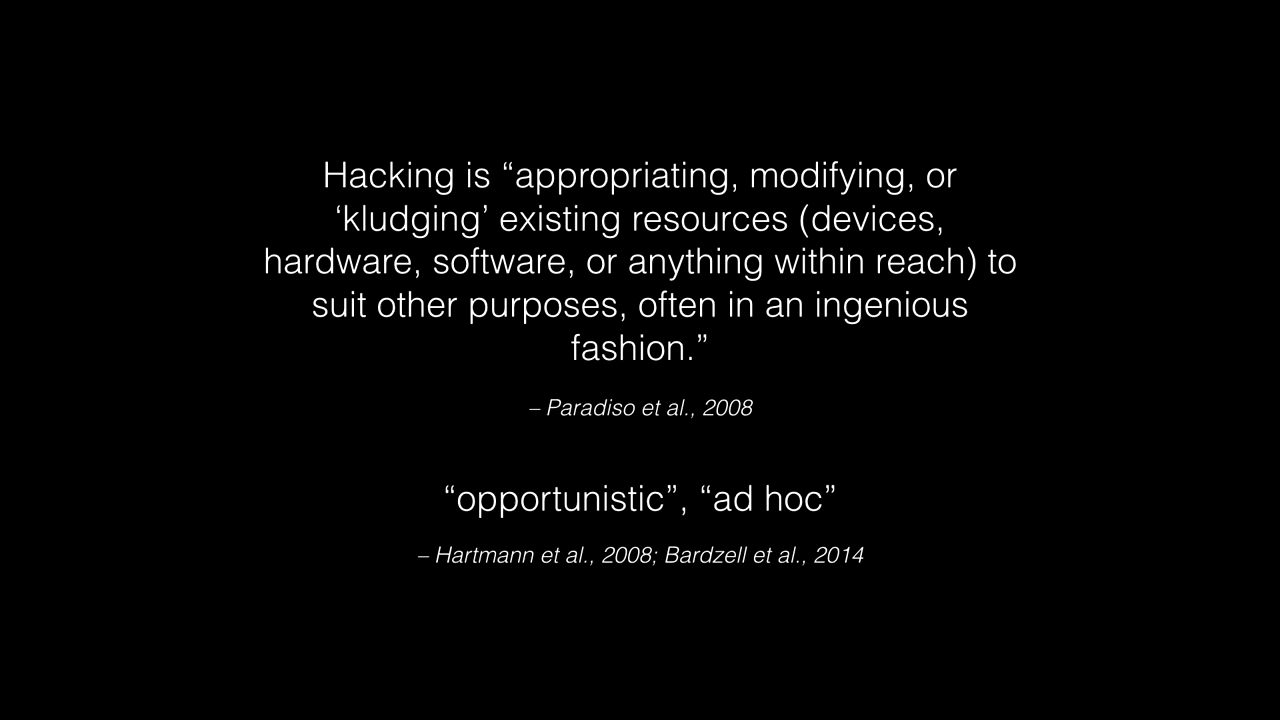 Hacking is “appropriating, modifying, or
‘kludging’ existing resources (devices,
hardware, software, or anything within reach) to
suit other purposes, often in an ingenious
fashion.”
– Paradiso et al., 2008
“opportunistic”, “ad hoc”
– Hartmann et al., 2008; Bardzell et al., 2014